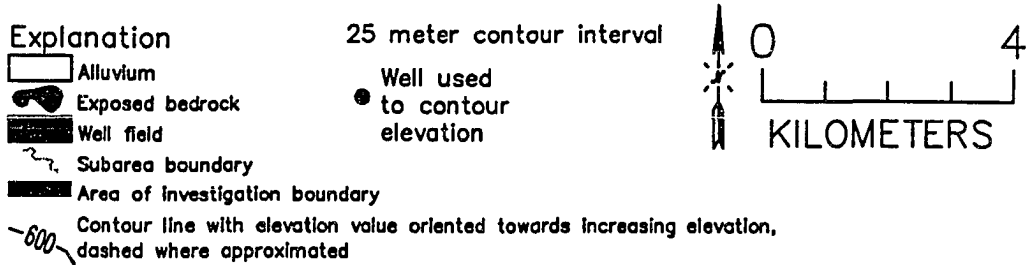 Explanation
Alluvium
Exposed bedrock
Well field
Subarea boundary
Area of investigation boundary
-600- Contour line with elevation value oriented towards increasing elevation,
dashed where approximated
25 meter contour interval
Well used
to contour
elevation
0 4
KILOMETERS